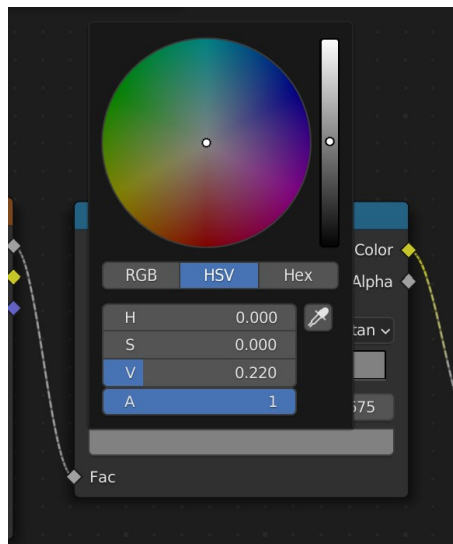 Color
RGB HSV Hex
Alpha
H 0.000
S 0.000
V 0.220
A 1
Fac